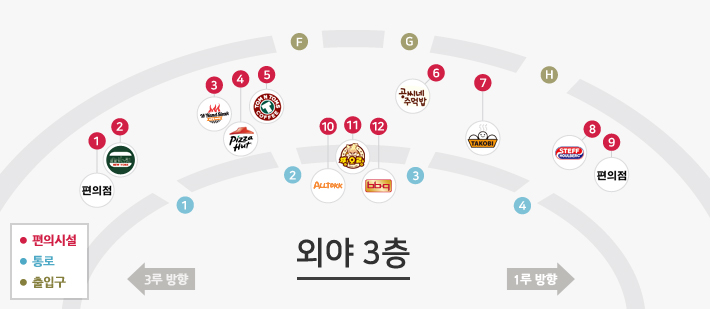 F
G
H
3
4
5
6
7
1
2
10
11
12
8
9
TOM N TOMS
COFFEE
Pizza
Hut
공씨네
주먹밥
TAKOBI
STEFF
HOULBERG
편의점
편의점
ALLTOKK
bbq
1
2
3
4
외야 3층
3루 방향
1루 방향
편의시설
통로
출입구